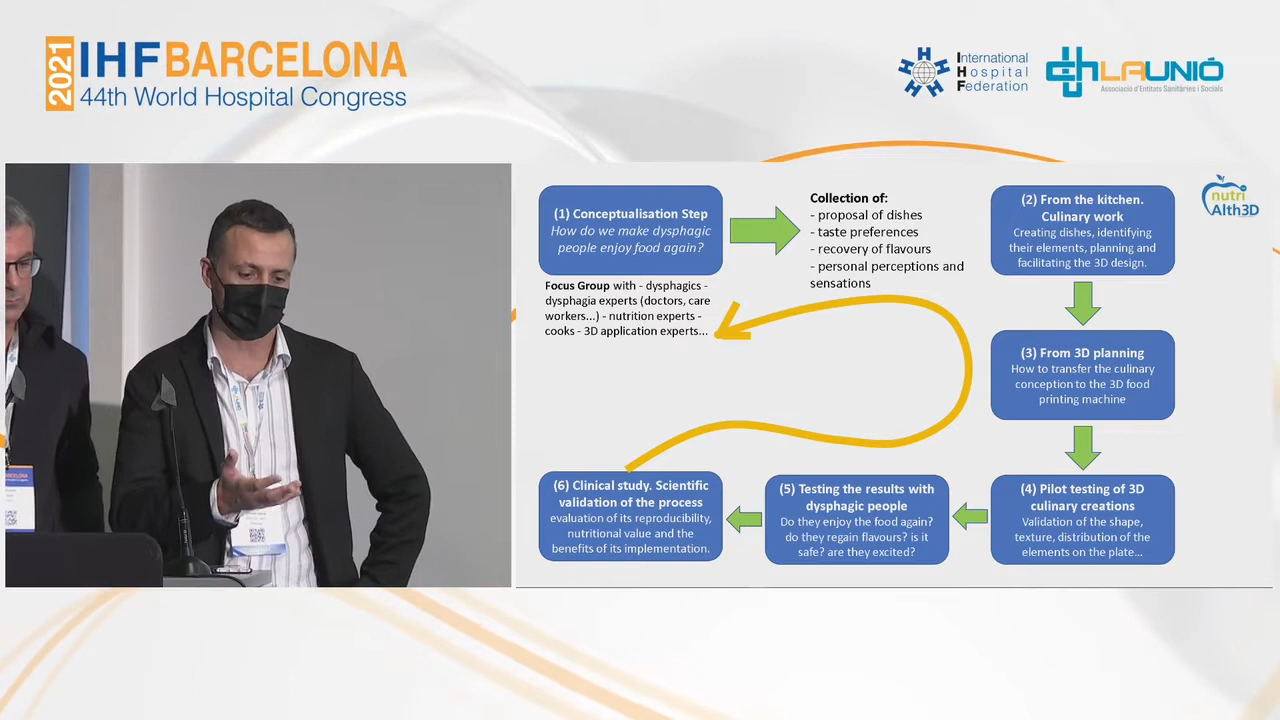 2021
IHF BARCELONA
44th World Hospital Congress
International
Hospital
Federation
LAUNIÓ
Associació d'Entitats Sanitàries i Socials
(1) Conceptualisation Step
How do we make dysphagic
people enjoy food again?
Focus Group with - dysphagics -
dysphagia experts (doctors, care
workers...) - nutrition experts -
cooks - 3D application experts...
Collection of:
- proposal of dishes
- taste preferences
- recovery of flavours
- personal perceptions and
sensations
(2) From the kitchen.
Culinary work
Creating dishes, identifying
their elements, planning and
facilitating the 3D design.
nutri
Alth3D
(3) From 3D planning
How to transfer the culinary
conception to the 3D food
printing machine
(4) Pilot testing of 3D
culinary creations
Validation of the shape,
texture, distribution of the
elements on the plate...
(5) Testing the results with
dysphagic people
Do they enjoy the food again?
do they regain flavours? is it
safe? are they excited?
(6) Clinical study. Scientific
validation of the process
evaluation of its reproducibility,
nutritional value and the
benefits of its implementation.
BARCELONA